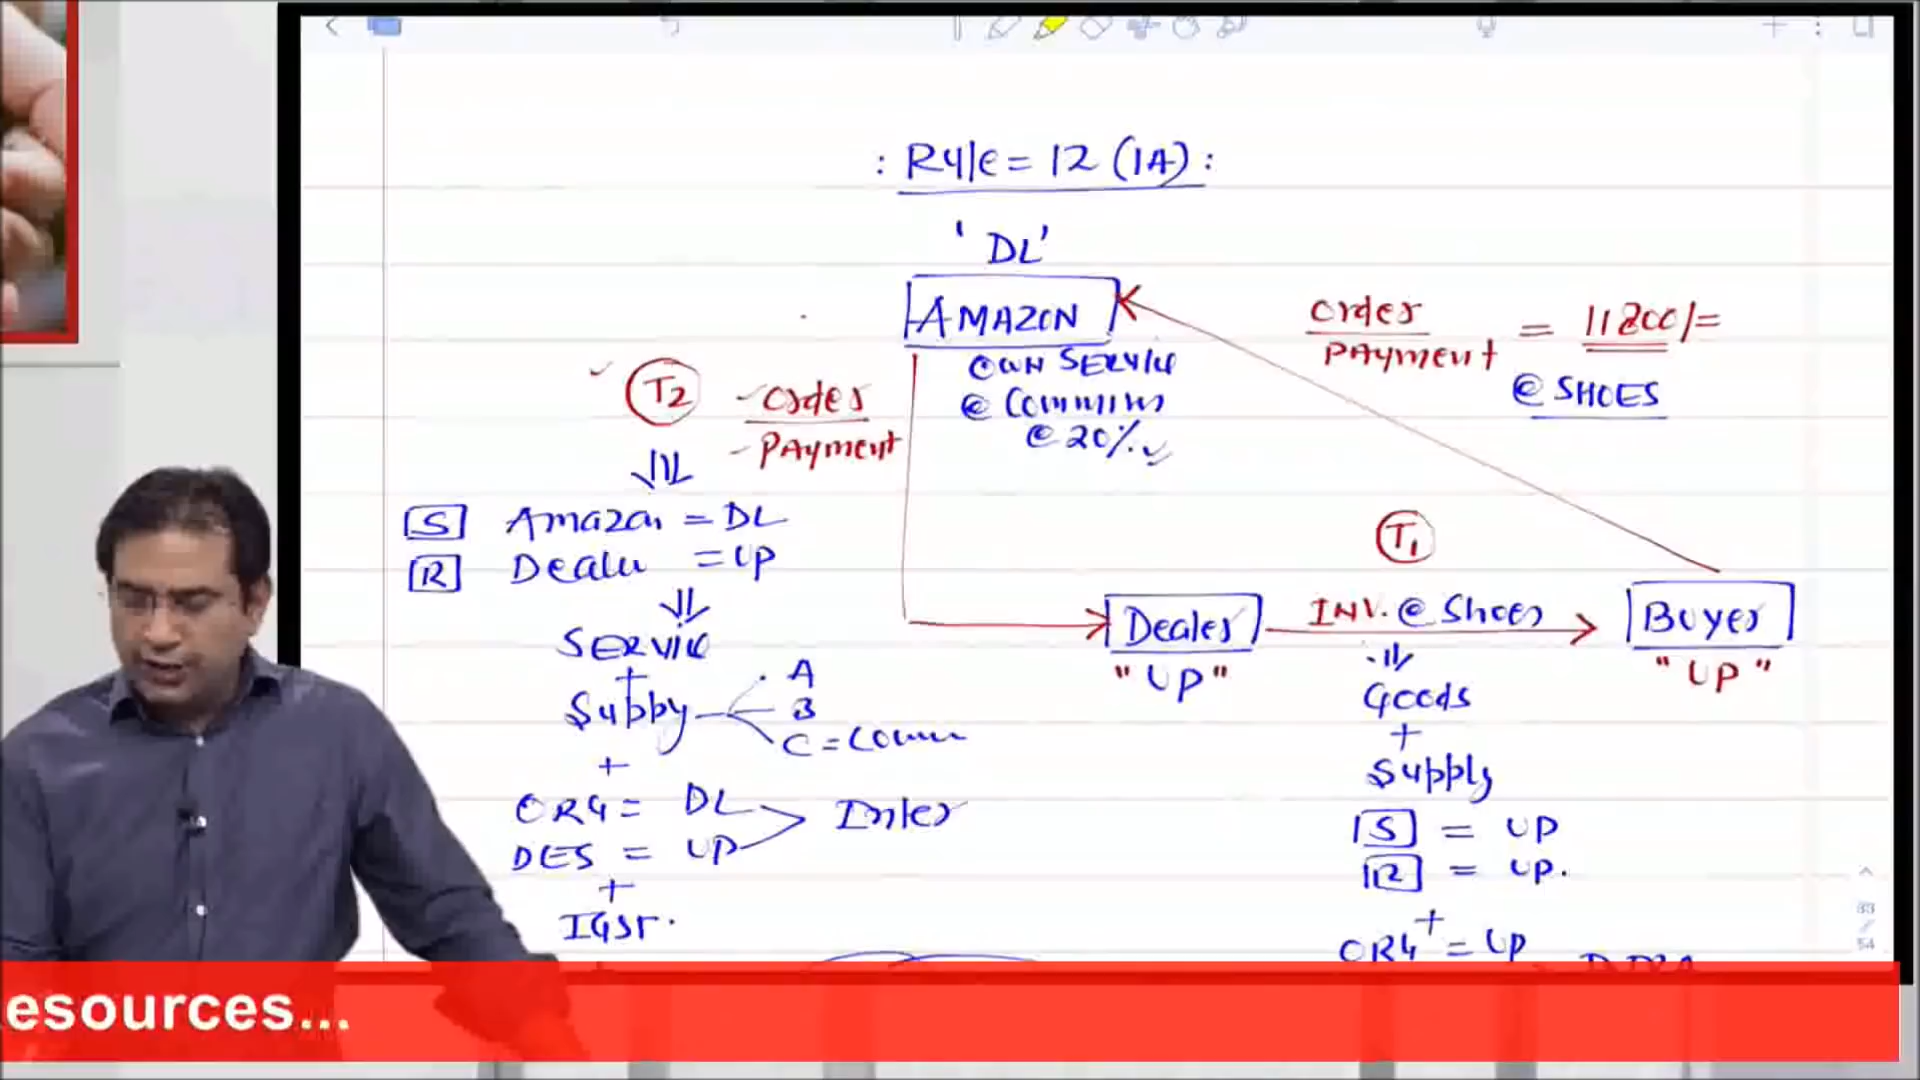 : Rule = 12 (1A) :
' DL'
AMAZON
OWN SERVICE
@ 20%
order
PAYMENT = 11800/=
@ SHOES
T2
- order
- PAYMENT
S Amazon = DL
R Dealer = UP
SERVICE
+
Supply
A
B
C = Comm
+
ORG = DL
DES = UP
Inter
+
IGST.
T1
Dealer
" UP "
INV. @ Shoes
Buyer
" UP "
Goods
+
Supply
S = UP
R = UP.
+
ORG = UP
esources...